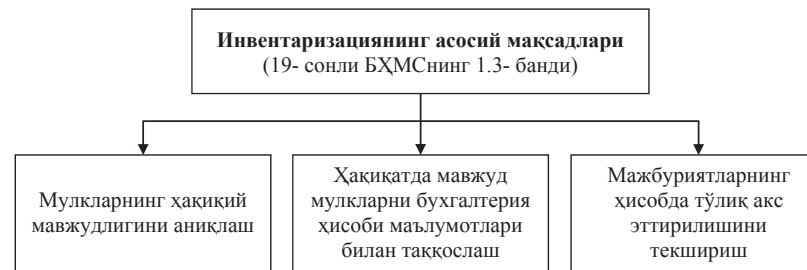 Инвентаризациянинг асосий мақсадлари
(19- сонли БҲМСнинг 1.3- банди)
Мулкларнинг ҳақиқий
мавжудлигини аниқлаш
Ҳақиқатда мавжуд
мулкларни бухгалтерия
ҳисоби маълумотлари
билан таққослаш
Мажбуриятларнинг
ҳисобда тўлиқ акс
эттирилишини
текшириш